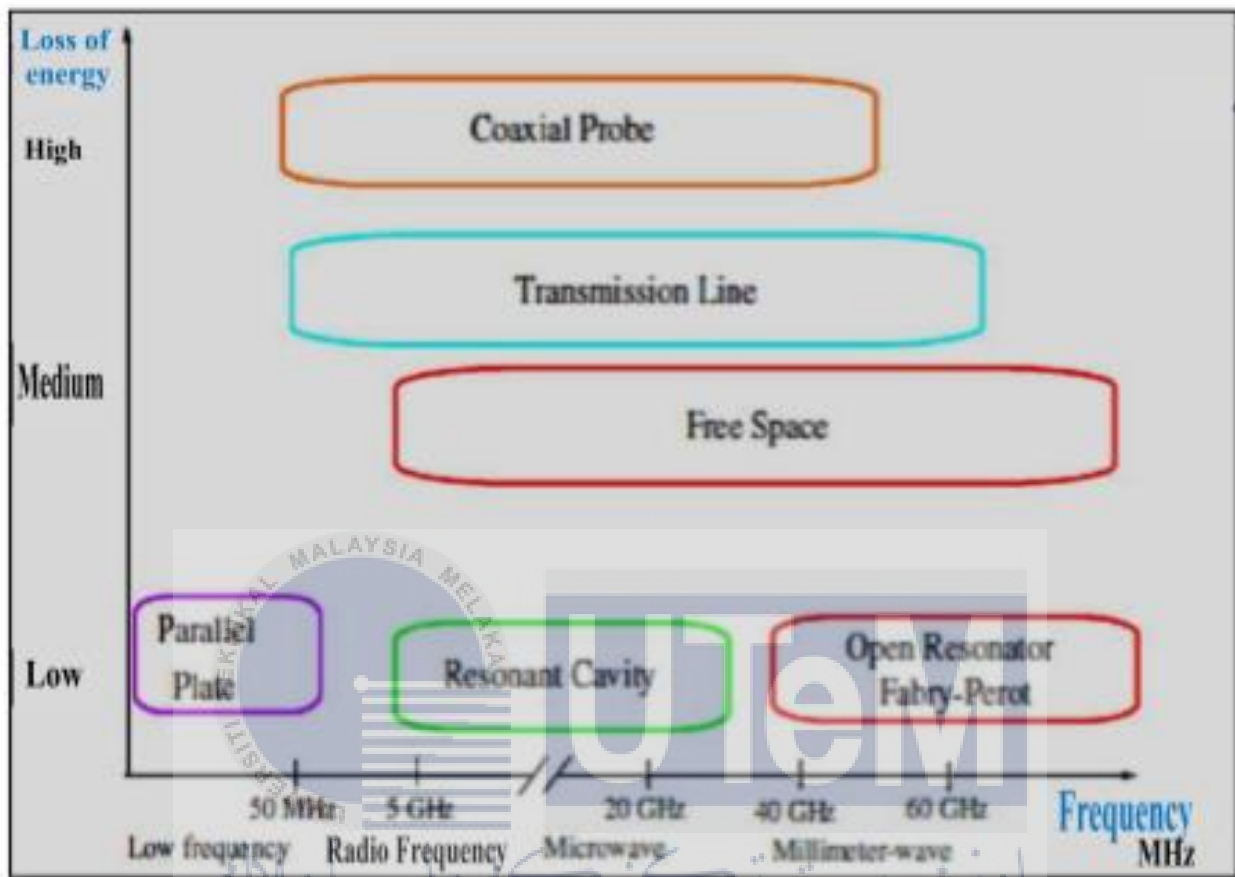 Loss of
energy
High
Coaxial Probe
Transmission Line
Medium
Free Space
Parallel
Plate
Low
Resonant Cavity
Open Resonator
Fabry-Perot
50 MHz
5 GHz
20 GHz
40 GHz
60 GHz
Frequency
MHz
Low frequency
Radio Frequency
Microwave
Millimeter-wave
MALAYSIA MELAKA
UTeM